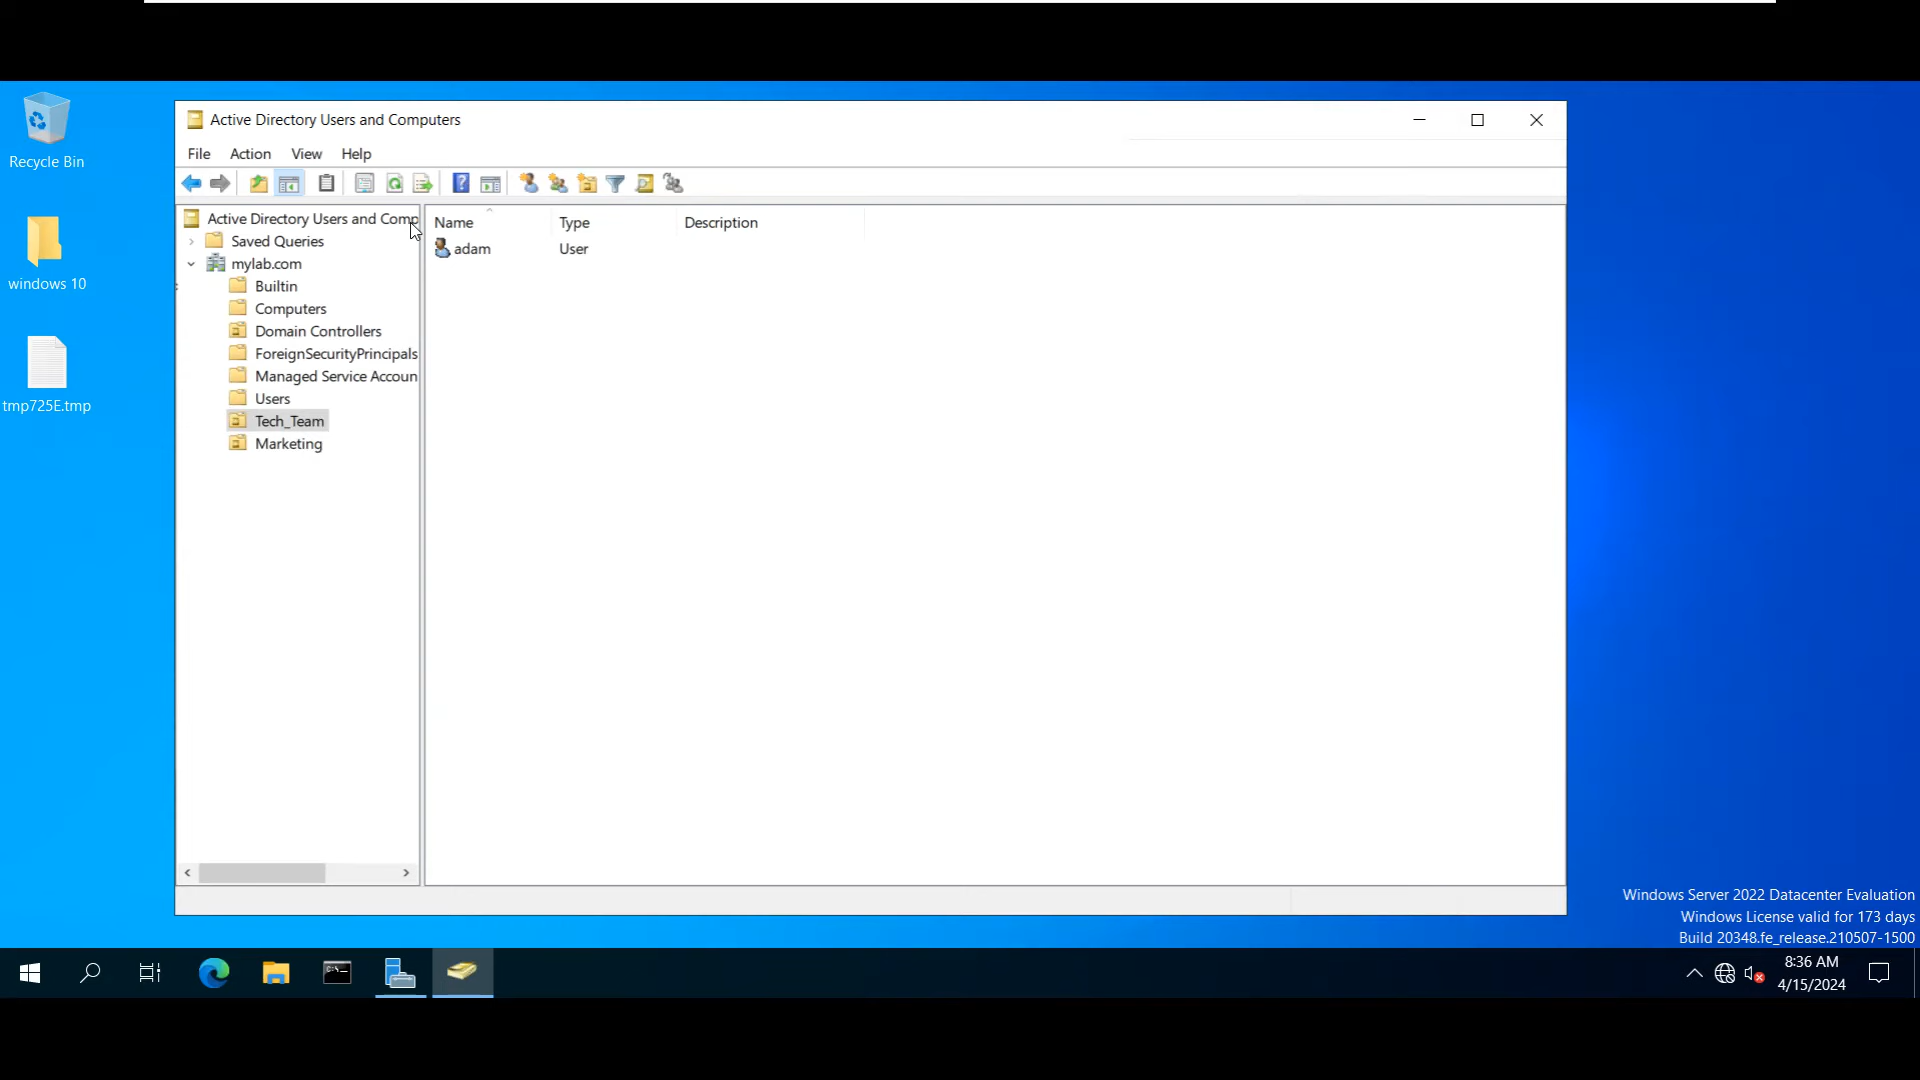 Recycle Bin
windows 10
tmp725E.tmp
Active Directory Users and Computers
File Action View Help
Active Directory Users and Comp
Saved Queries
mylab.com
Builtin
Computers
Domain Controllers
ForeignSecurityPrincipals
Managed Service Accoun
Users
Tech_Team
Marketing
Name Type Description
adam User
Windows Server 2022 Datacenter Evaluation
Windows License valid for 173 days
Build 20348.fe_release.210507-1500
8:36 AM
4/15/2024